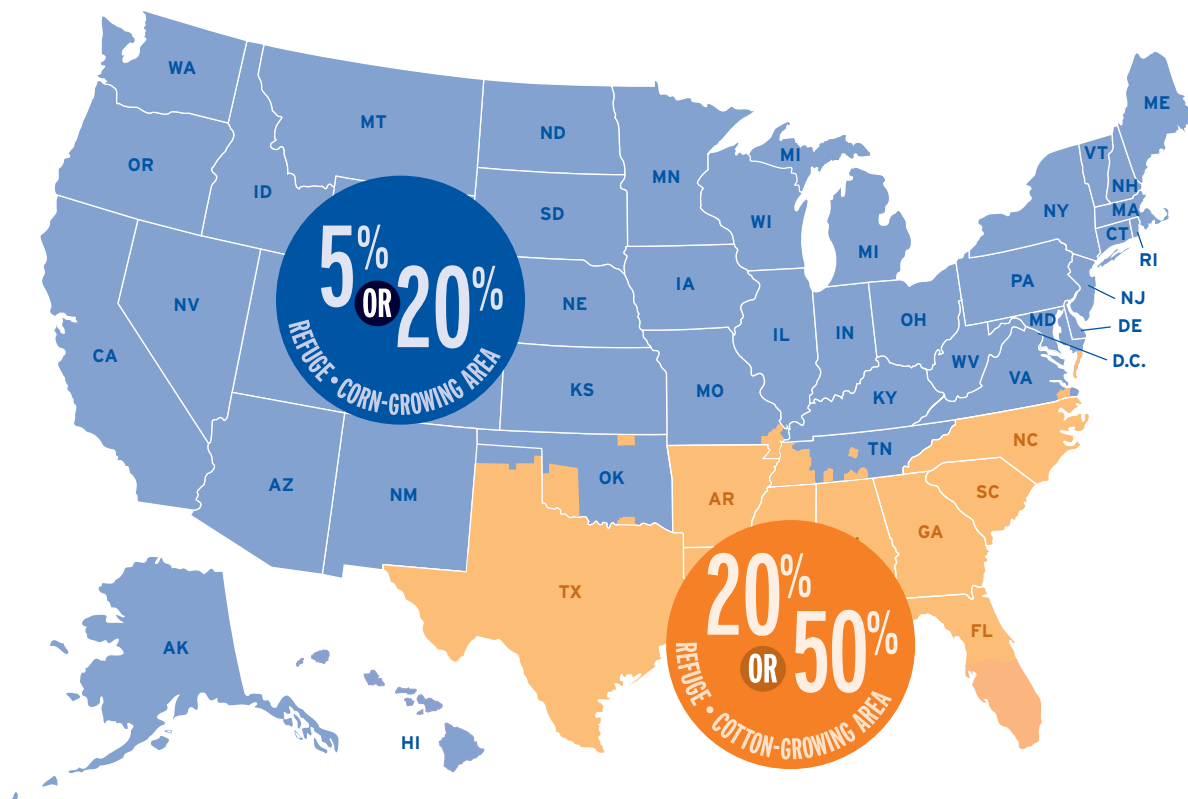 WA
MT
ND
MN
MI
ME
VT
OR
ID
SD
WI
NH
NY
MA
CT
RI
MI
5%
OR
20%
REFUGE • CORN-GROWING AREA
NV
NE
IA
PA
NJ
IL
IN
OH
MD
DE
CA
KS
MO
WV
VA
D.C.
KY
TN
NC
AZ
NM
OK
AR
SC
GA
TX
20%
OR
50%
REFUGE • COTTON-GROWING AREA
FL
AK
HI